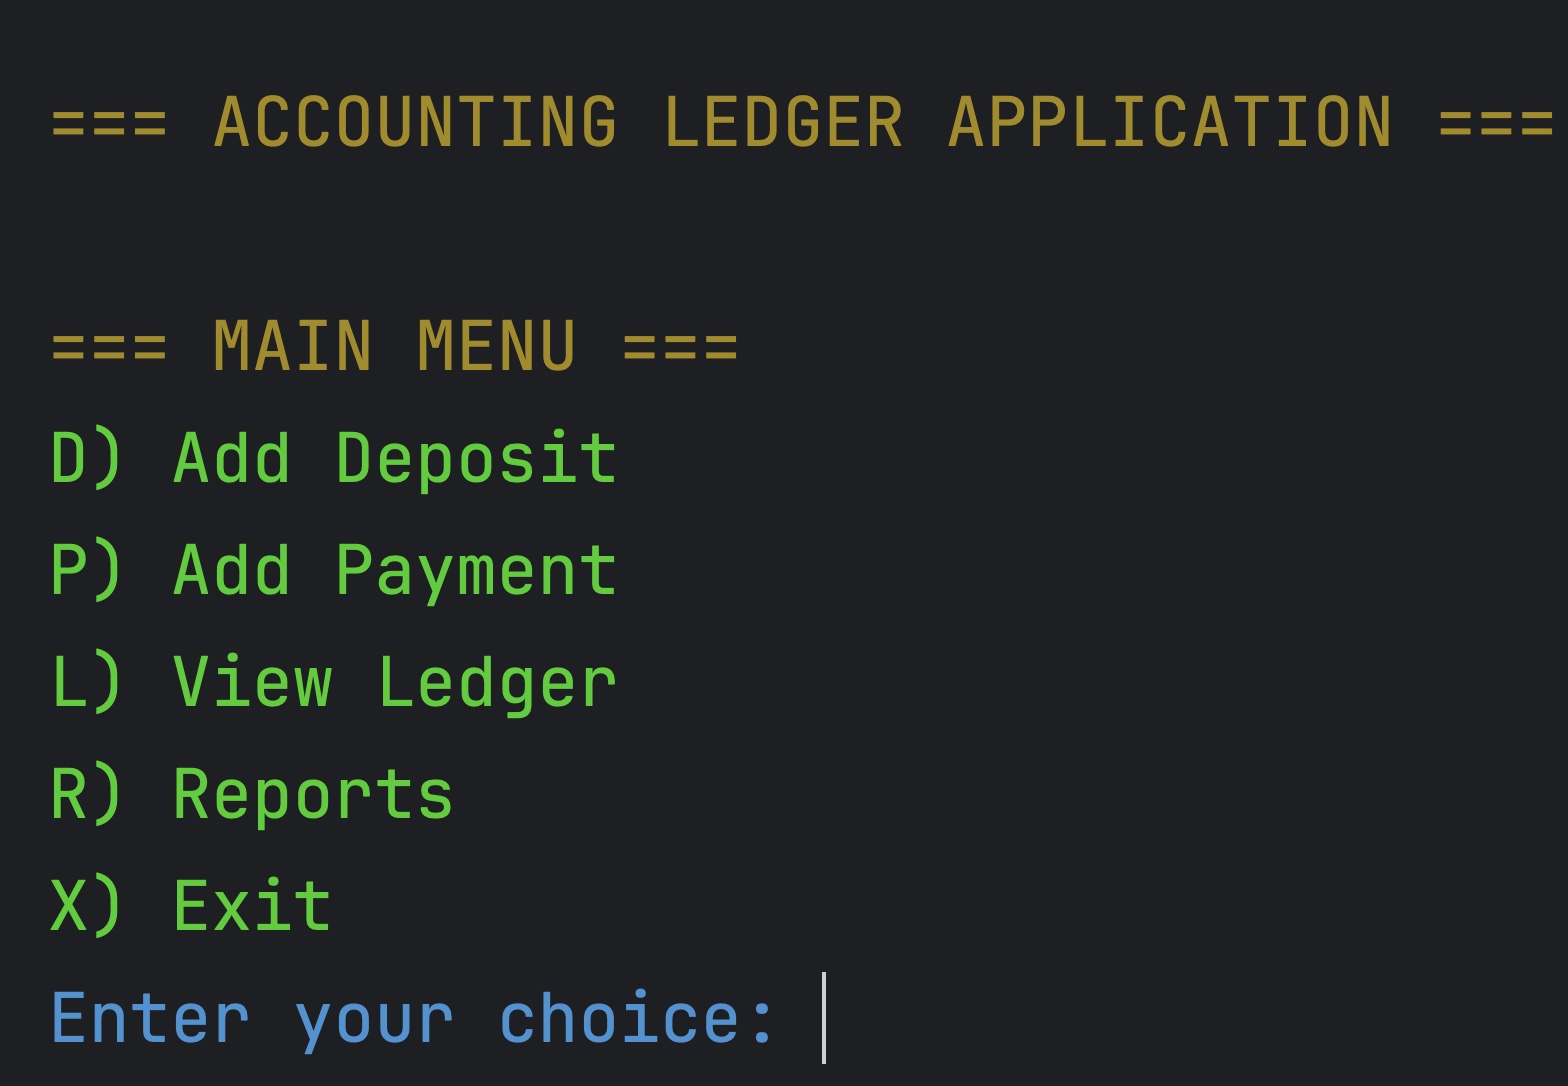 === ACCOUNTING LEDGER APPLICATION ===
=== MAIN MENU ===
D) Add Deposit
P) Add Payment
L) View Ledger
R) Reports
X) Exit
Enter your choice: